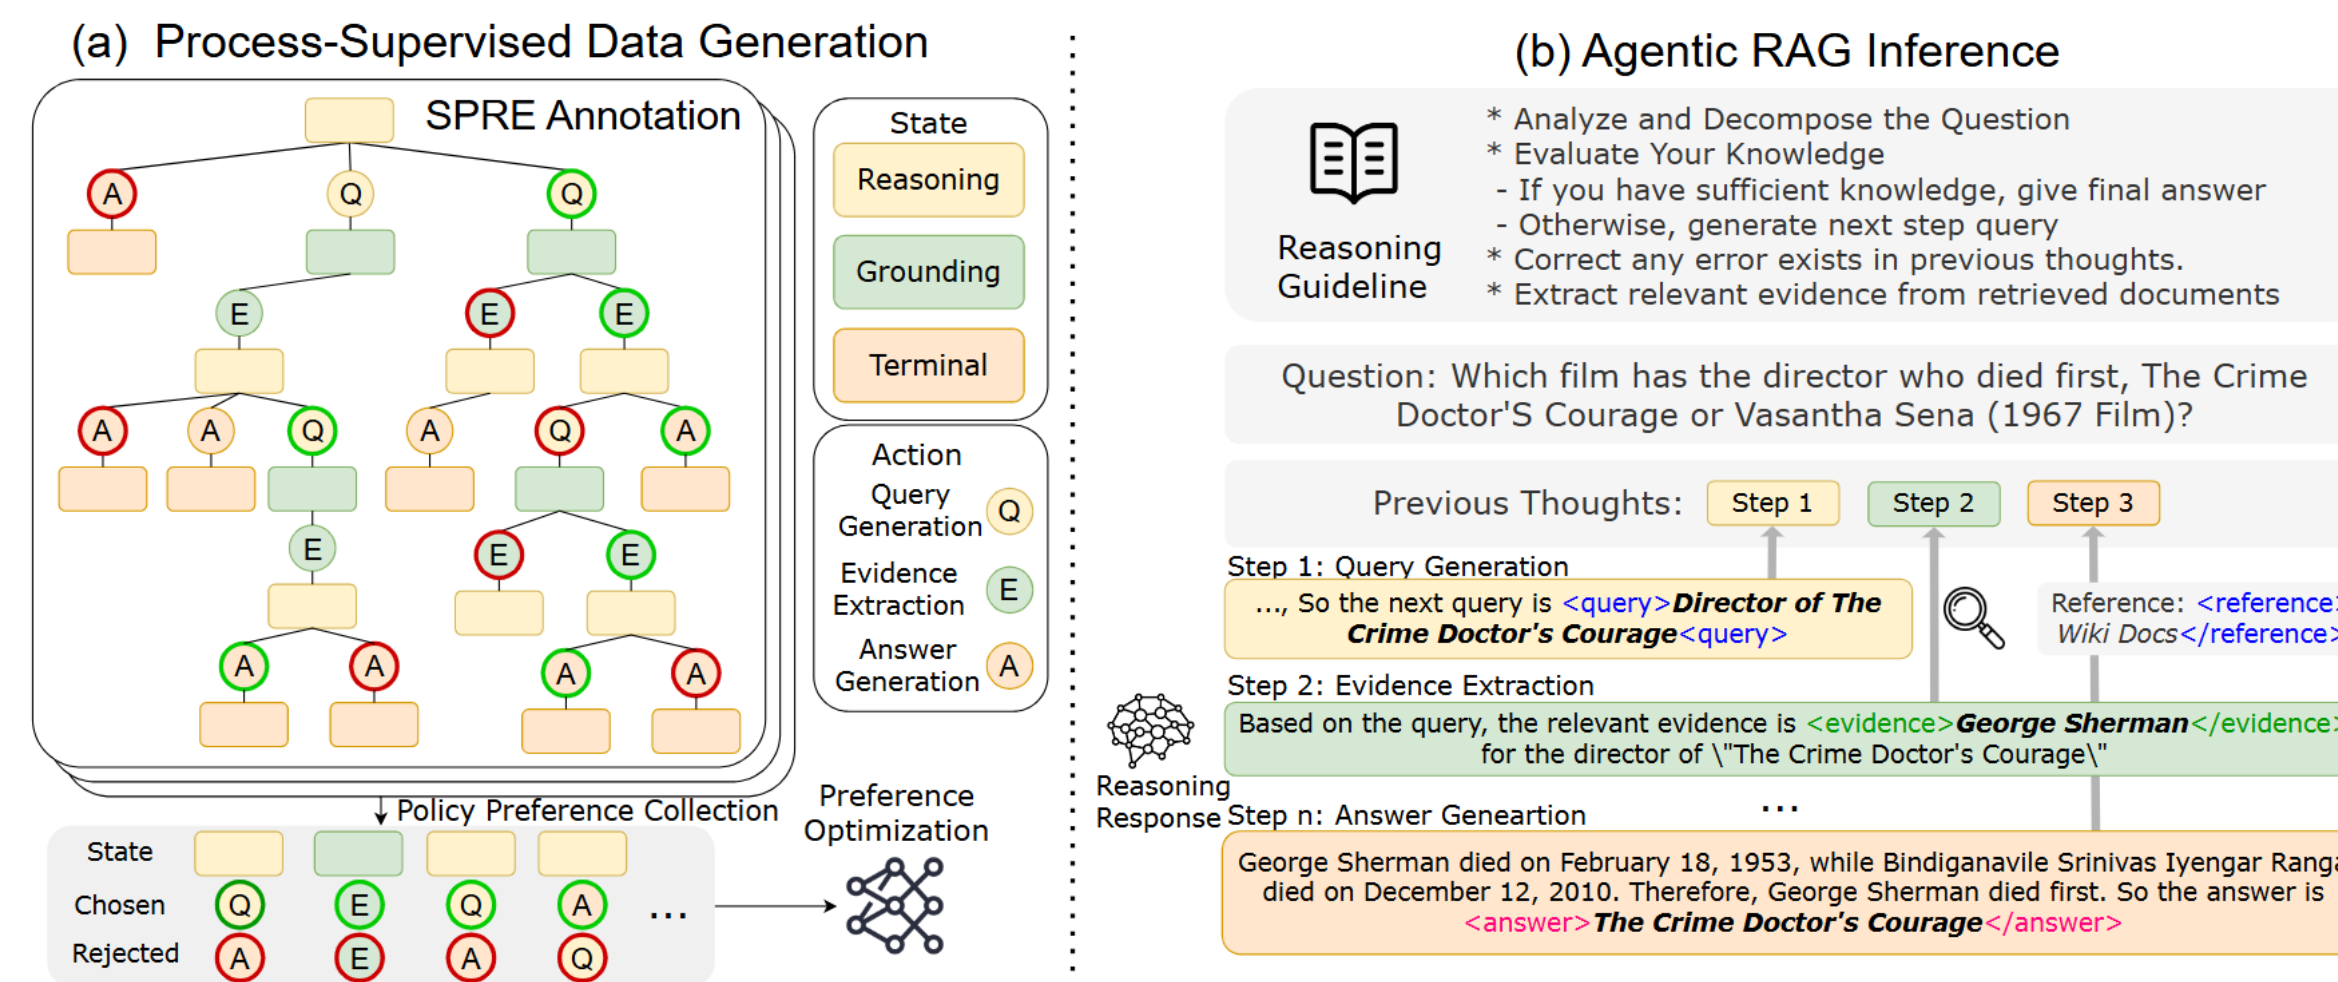 (a) Process-Supervised Data Generation
SPRE Annotation
A
Q
Q
E
E
E
A
A
Q
A
Q
A
E
E
E
A
A
A
A
State
Reasoning
Grounding
Terminal
Action
Query
Generation
Q
Evidence
Extraction
E
Answer
Generation
A
Policy Preference Collection
State
Chosen
Q
E
Q
A
...
Rejected
A
E
A
Q
Preference
Optimization
(b) Agentic RAG Inference
Reasoning
Guideline
* Analyze and Decompose the Question
* Evaluate Your Knowledge
- If you have sufficient knowledge, give final answer
- Otherwise, generate next step query
* Correct any error exists in previous thoughts.
* Extract relevant evidence from retrieved documents
Question: Which film has the director who died first, The Crime
Doctor'S Courage or Vasantha Sena (1967 Film)?
Previous Thoughts:
Step 1
Step 2
Step 3
Step 1: Query Generation
..., So the next query is <query>Director of The
Crime Doctor's Courage<query>
Reference: <reference>
Wiki Docs</reference>
Step 2: Evidence Extraction
Based on the query, the relevant evidence is <evidence>George Sherman</evidence>
for the director of \"The Crime Doctor's Courage\"
Reasoning
Response
...
Step n: Answer Geneartion
George Sherman died on February 18, 1953, while Bindiganavile Srinivas Iyengar
died on December 12, 2010. Therefore, George Sherman died first. So the answer is
<answer>The Crime Doctor's Courage</answer>